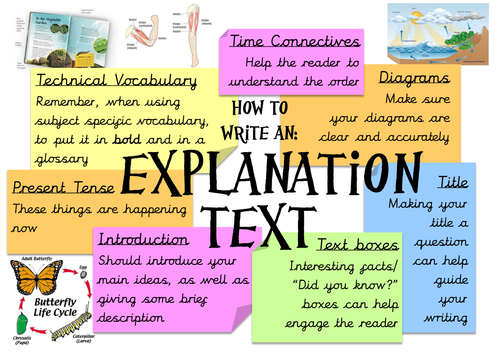 Time Connectives
Help the reader to
understand the order
Technical Vocabulary
Remember, when using
subject specific vocabulary,
to put it in bold and in a
glossary
Diagrams
Make sure
your diagrams are
clear and accurately
HOW TO
WRITE AN:
EXPLANATION
TEXT
Present Tense
These things are happening
now
Title
Making your
title a
question
can help
guide
your
writing
Introduction
Should introduce your
main ideas, as well as
giving some brief
description
Text boxes
Interesting facts/
"Did you know?"
boxes can help
engage the reader
Adult Butterfly
Egg
Butterfly
Life Cycle
Chrysalis
(Pupa)
Caterpillar
(Larva)